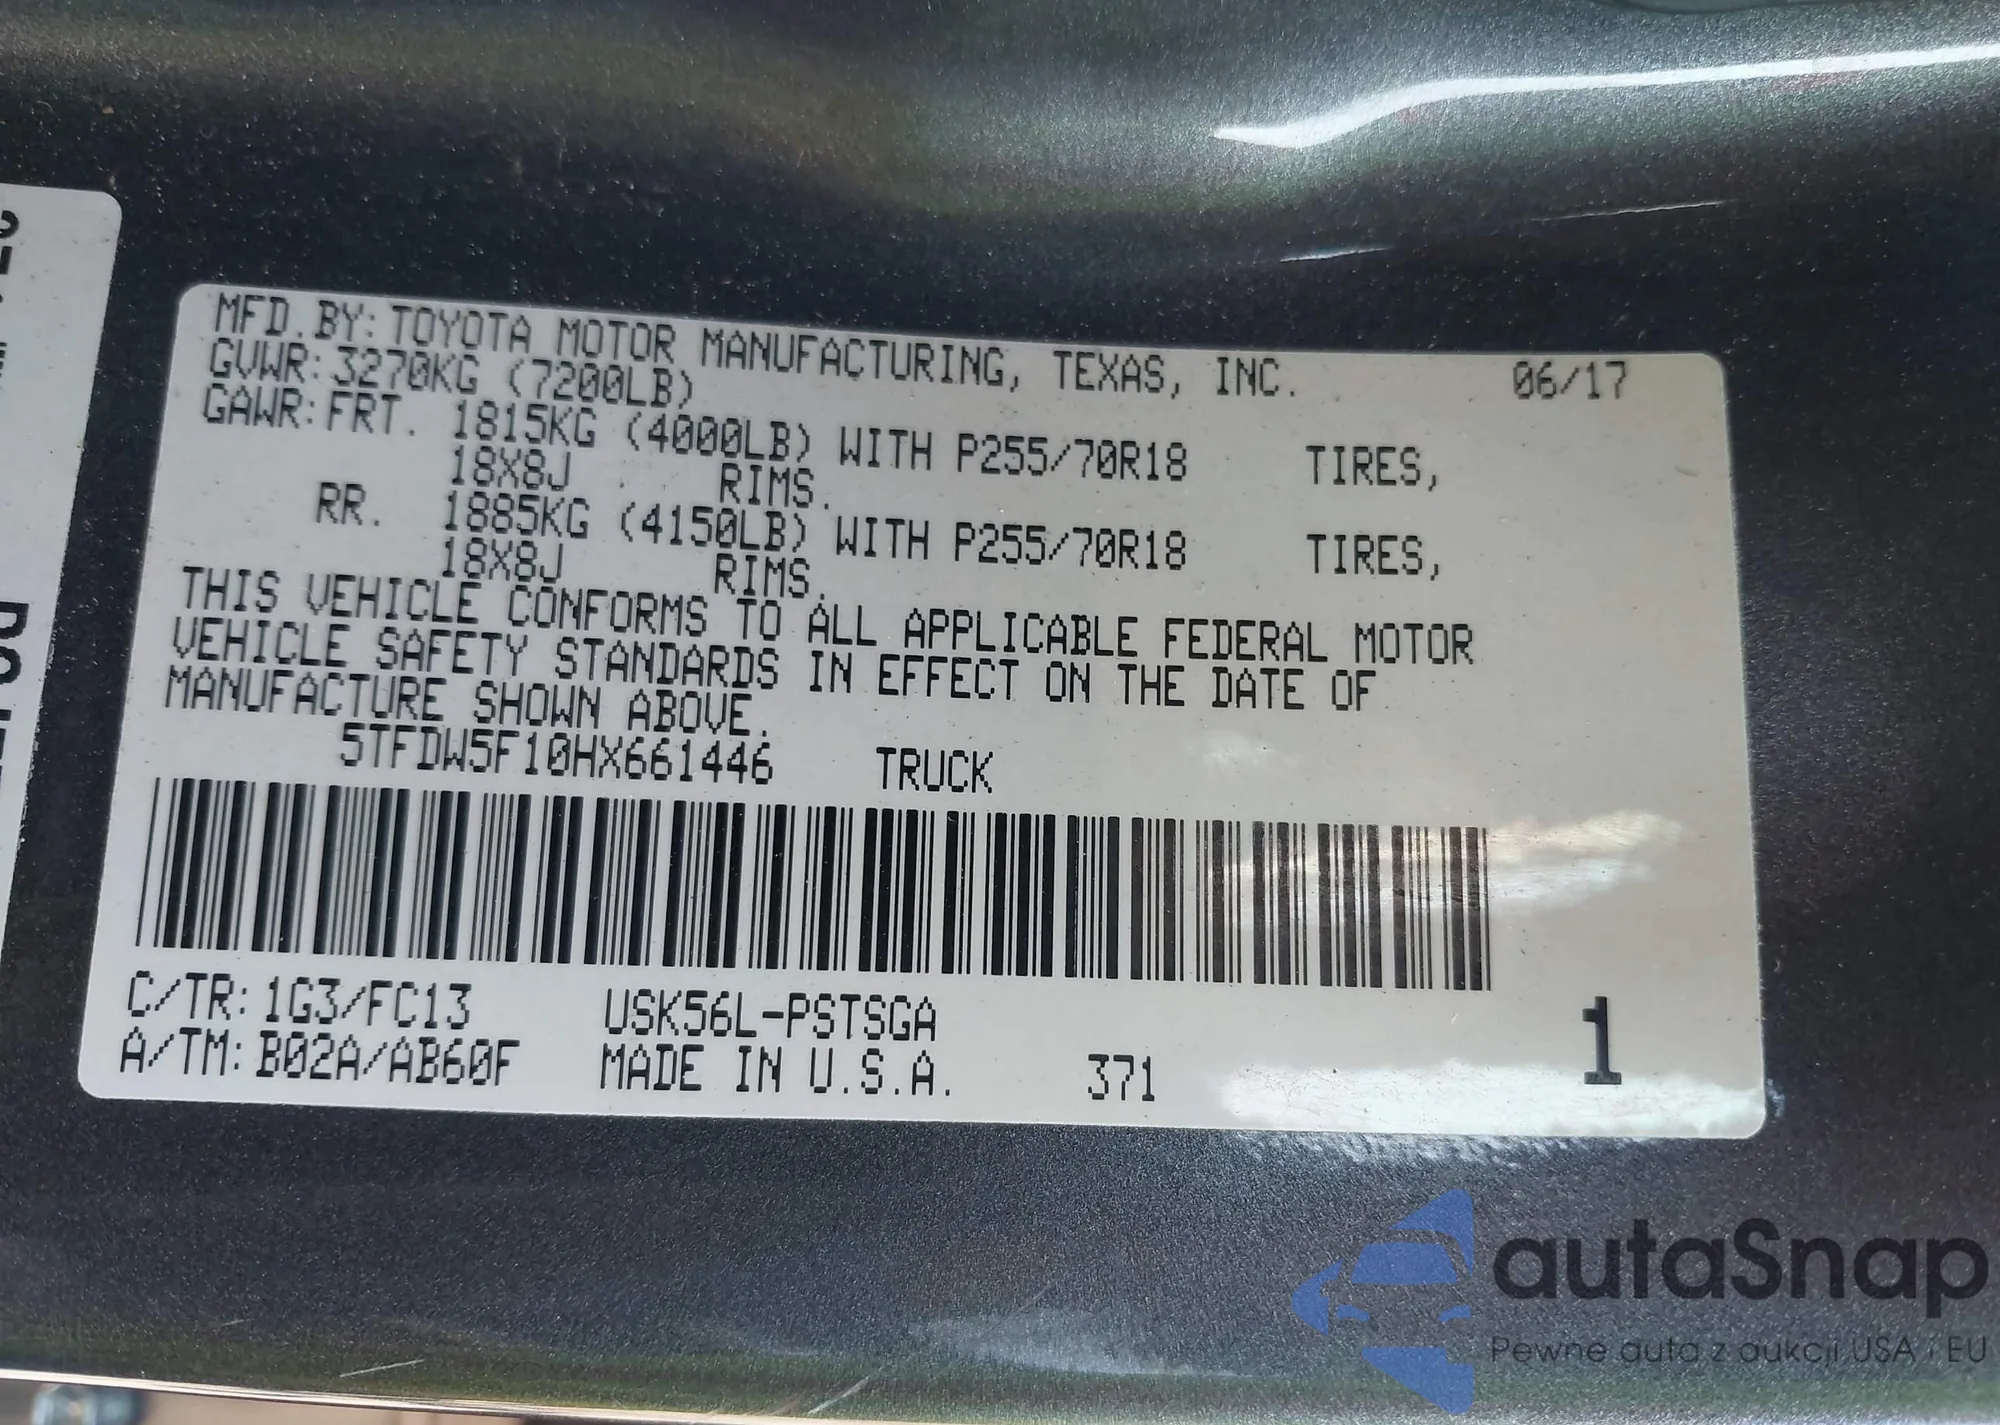 MFD.BY:TOYOTA MOTOR MANUFACTURING, TEXAS, INC. 06/17
GVWR:3270KG (7200LB)
GAWR:FRT. 1815KG (4000LB) WITH P255/70R18 TIRES,
18X8J RIMS.
RR. 1885KG (4150LB) WITH P255/70R18 TIRES,
18X8J RIMS.
THIS VEHICLE CONFORMS TO ALL APPLICABLE FEDERAL MOTOR
VEHICLE SAFETY STANDARDS IN EFFECT ON THE DATE OF
MANUFACTURE SHOWN ABOVE.
5TFDW5F10HX661446 TRUCK
C/TR:1G3/FC13 USK56L-PSTSGA 1
A/TM:B02A/AB60F MADE IN U.S.A. 371
autaSnap
Pewne auta z aukcji USA i EU